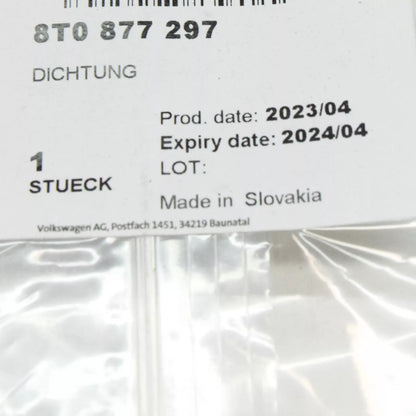 8T0 877 297
DICHTUNG
Prod. date: 2023/04
Expiry date: 2024/04
1
LOT:
STUECK
Made in Slovakia
Volkswagen AG, Postfach 1451, 34219 Baunatal